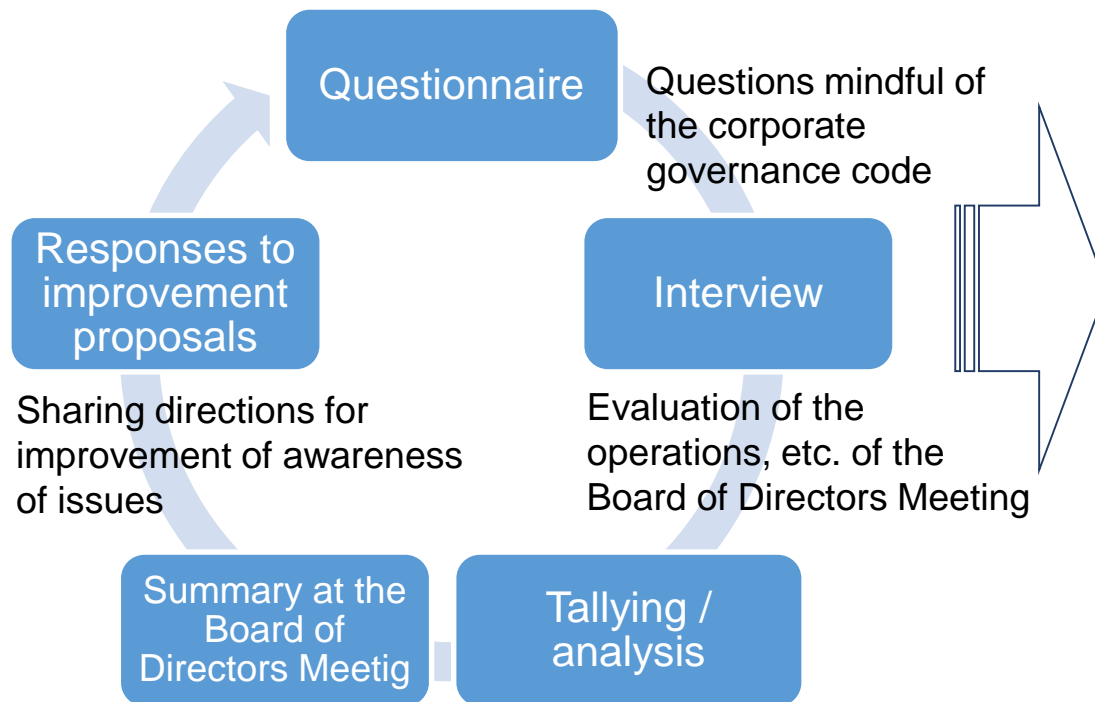 Questionnaire
Questions mindful of
the corporate
governance code
Interview
Evaluation of the
operations, etc. of the
Board of Directors Meeting
Tallying /
analysis
Summary at the
Board of
Directors Meetig
Responses to
improvement
proposals
Sharing directions for
improvement of awareness
of issues